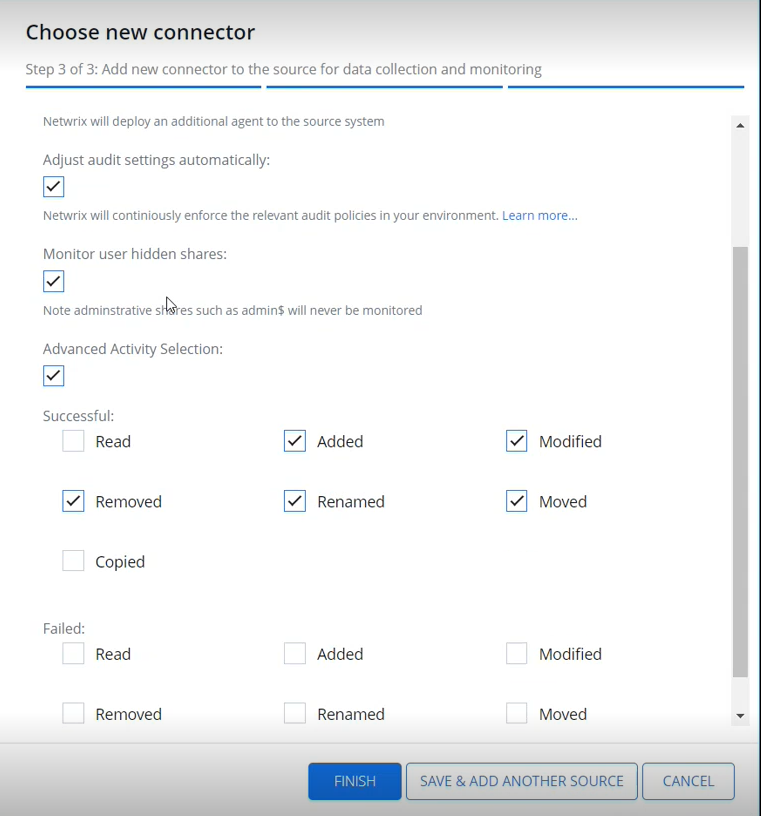 Choose new connector
Step 3 of 3: Add new connector to the source for data collection and monitoring
Netwrix will deploy an additional agent to the source system
Adjust audit settings automatically:
Netwrix will continiously enforce the relevant audit policies in your environment. Learn more...
Monitor user hidden shares:
Note adminstrative shares such as admin$ will never be monitored
Advanced Activity Selection:
Successful:
Read Added Modified
Removed Renamed Moved
Copied
Failed:
Read Added Modified
Removed Renamed Moved
FINISH SAVE & ADD ANOTHER SOURCE CANCEL